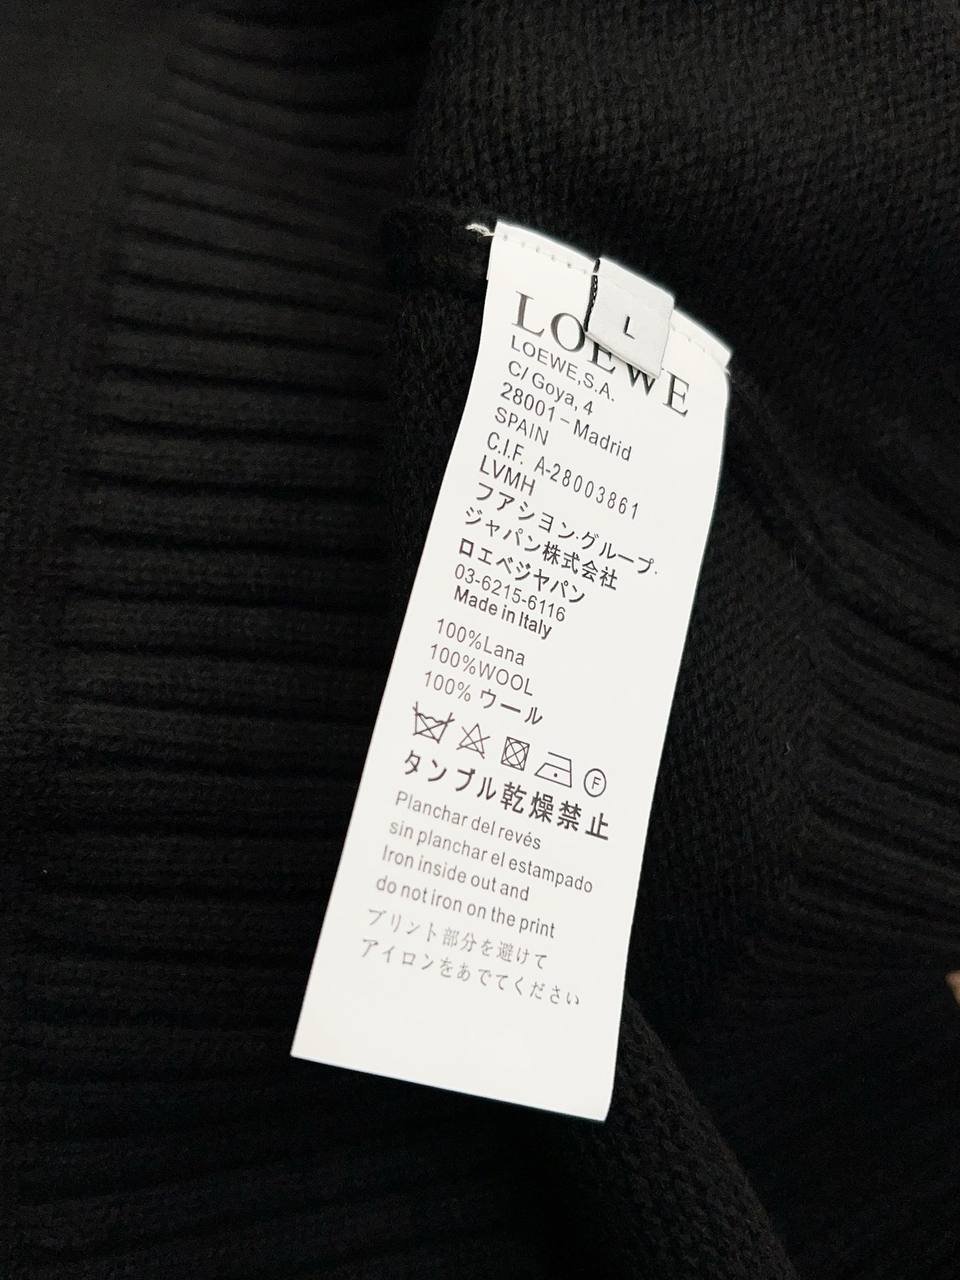 L
LOEWE
LOEWE,S.A.
C/ Goya, 4
28001 – Madrid
SPAIN
C.I.F. A-28003861
LVMH
フアシヨン·グループ.
ジャパン株式会社
ロエベジャパン
03-6215-6116
Made in Italy
100%Lana
100%WOOL
100% ウール
F
タンブル乾燥禁止
Planchar del revés
sin planchar el estampado
Iron inside out and
do not iron on the print
プリント部分を避けて
アイロンをあでてください